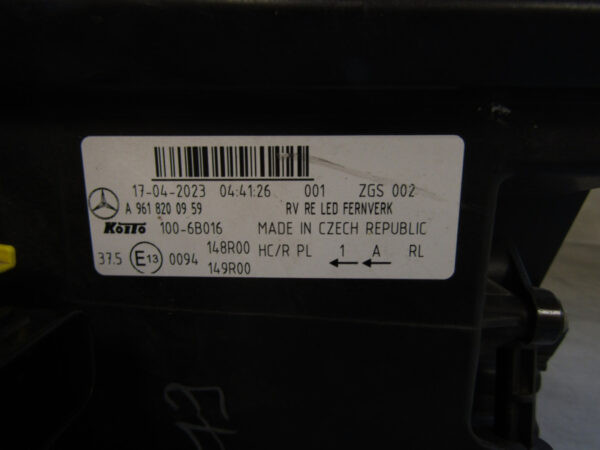 17-04-2023 04:41:26 001 ZGS 002
A 961 820 09 59 RV RE LED FERNVERK
Koito 100-6B016 MADE IN CZECH REPUBLIC
37.5 E13 0094 148R00 HC/R PL 1 A RL
149R00